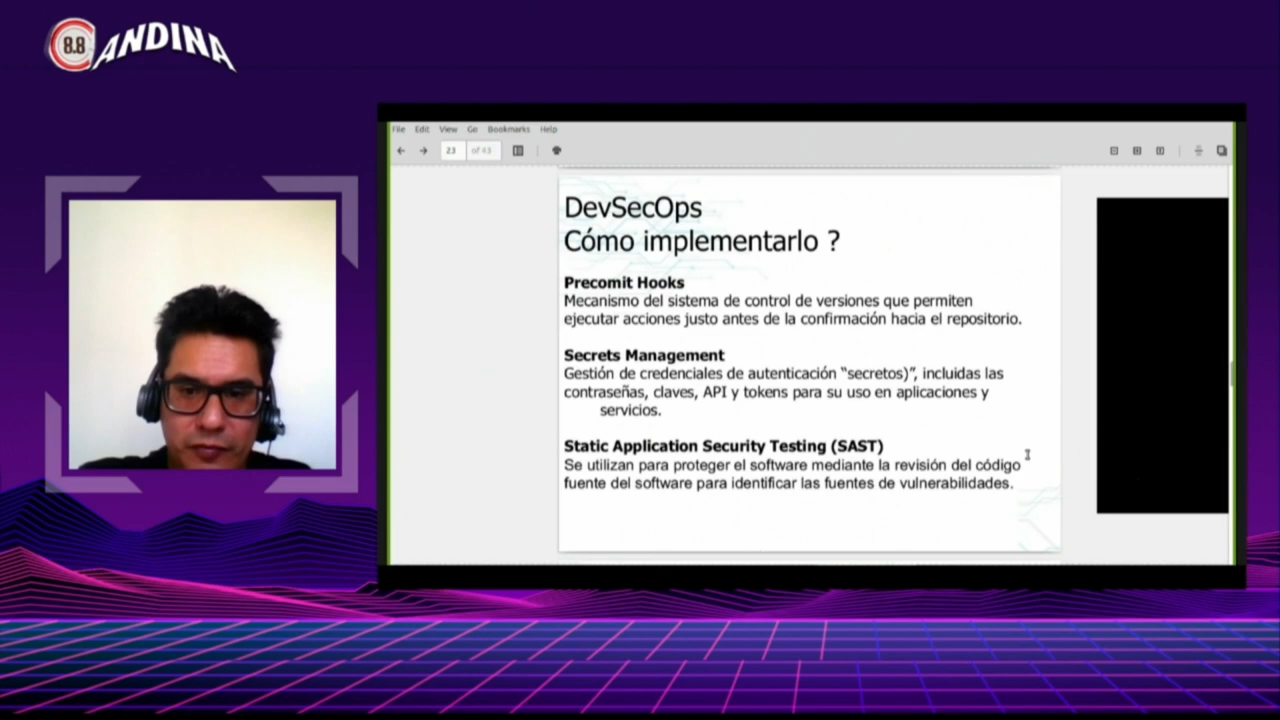 8.8 ANDINA
File Edit View Go Bookmarks Help
23 of 43
DevSecOps
Cómo implementarlo ?
Precomit Hooks
Mecanismo del sistema de control de versiones que permiten
ejecutar acciones justo antes de la confirmación hacia el repositorio.
Secrets Management
Gestión de credenciales de autenticación “secretos)”, incluidas las
contraseñas, claves, API y tokens para su uso en aplicaciones y
servicios.
Static Application Security Testing (SAST)
Se utilizan para proteger el software mediante la revisión del código
fuente del software para identificar las fuentes de vulnerabilidades.